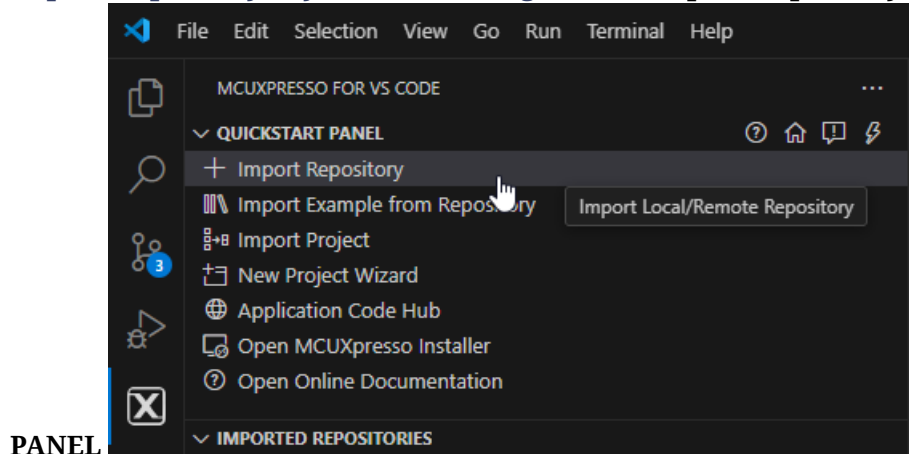 File Edit Selection View Go Run Terminal Help
MCUXPRESSO FOR VS CODE
QUICKSTART PANEL
Import Repository
Import Example from Repository
Import Local/Remote Repository
Import Project
3
New Project Wizard
Application Code Hub
Open MCUXpresso Installer
Open Online Documentation
PANEL
IMPORTED REPOSITORIES